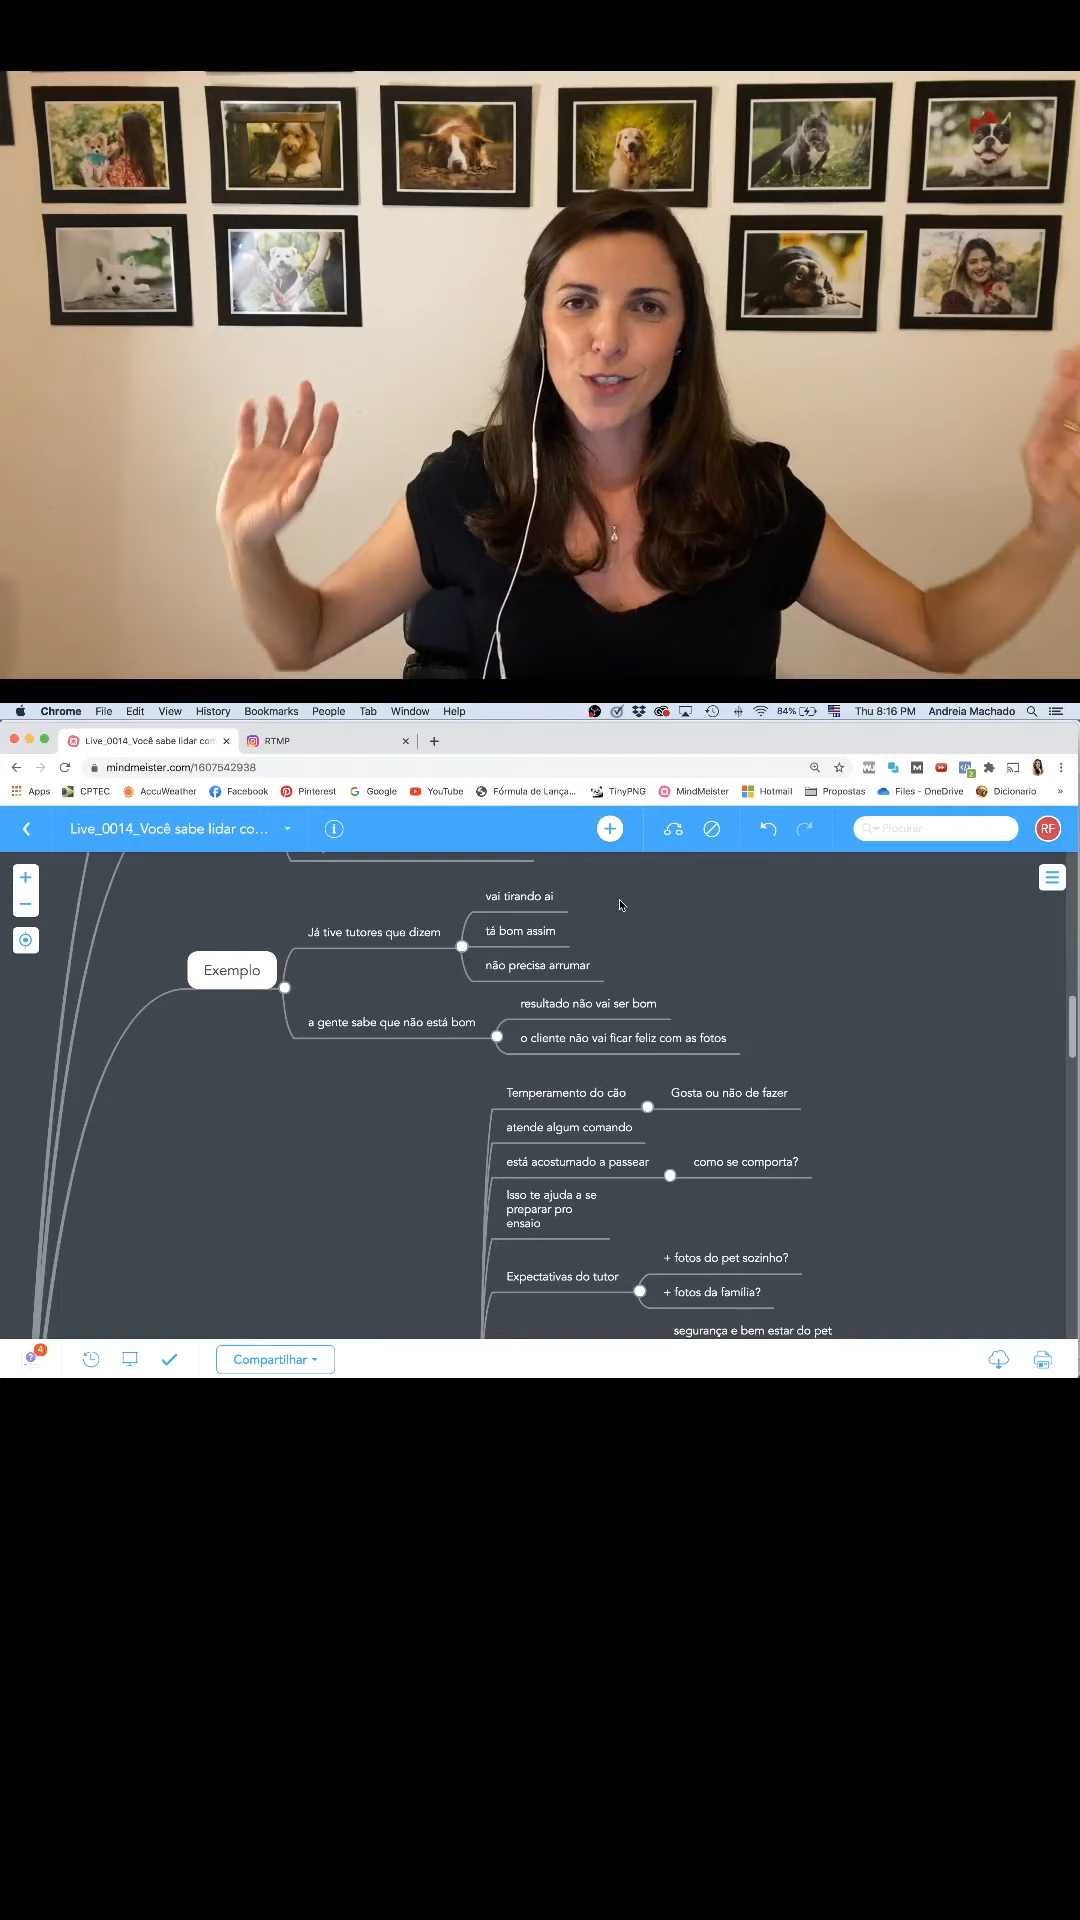 Chrome File Edit View History Bookmarks People Tab Window Help 84% Thu 8:16 PM Andreia Machado
Live_0014_Você sabe lidar con RTMP
mindmeister.com/1607542938
Apps CPTEC AccuWeather Facebook Pinterest Google YouTube Fórmula de Lança... TinyPNG MindMeister Hotmail Propostas Files - OneDrive Dicionario »
Live_0014_Você sabe lidar co... Procurar RF
vai tirando ai
Já tive tutores que dizem
tá bom assim
não precisa arrumar
Exemplo
resultado não vai ser bom
a gente sabe que não está bom
o cliente não vai ficar feliz com as fotos
Temperamento do cão Gosta ou não de fazer
atende algum comando
está acostumado a passear como se comporta?
Isso te ajuda a se
preparar pro
ensaio
+ fotos do pet sozinho?
Expectativas do tutor
+ fotos da família?
segurança e bem estar do pet
4
Compartilhar